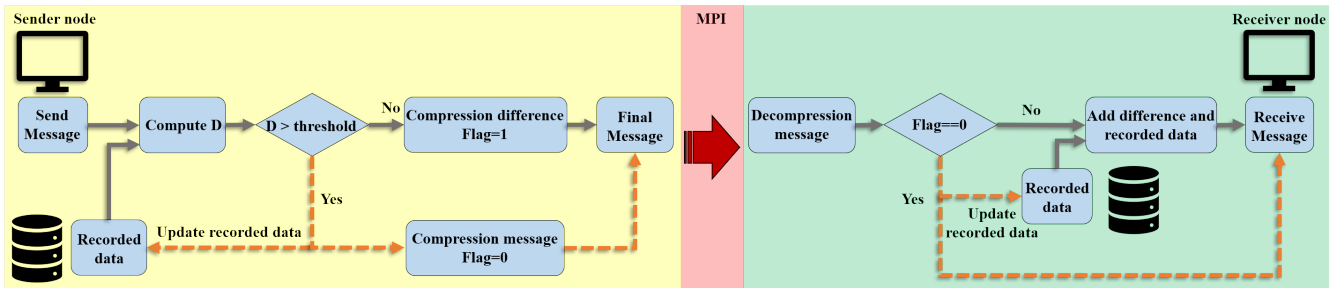 Sender node
MPI
Receiver node
Send
Message
Compute D
D > threshold
No
Compression difference
Flag=1
Final
Message
Yes
Update recorded data
Recorded
data
Compression message
Flag=0
Decompression
message
Flag==0
No
Add difference and
recorded data
Receive
Message
Yes
Recorded
data
Update
recorded data